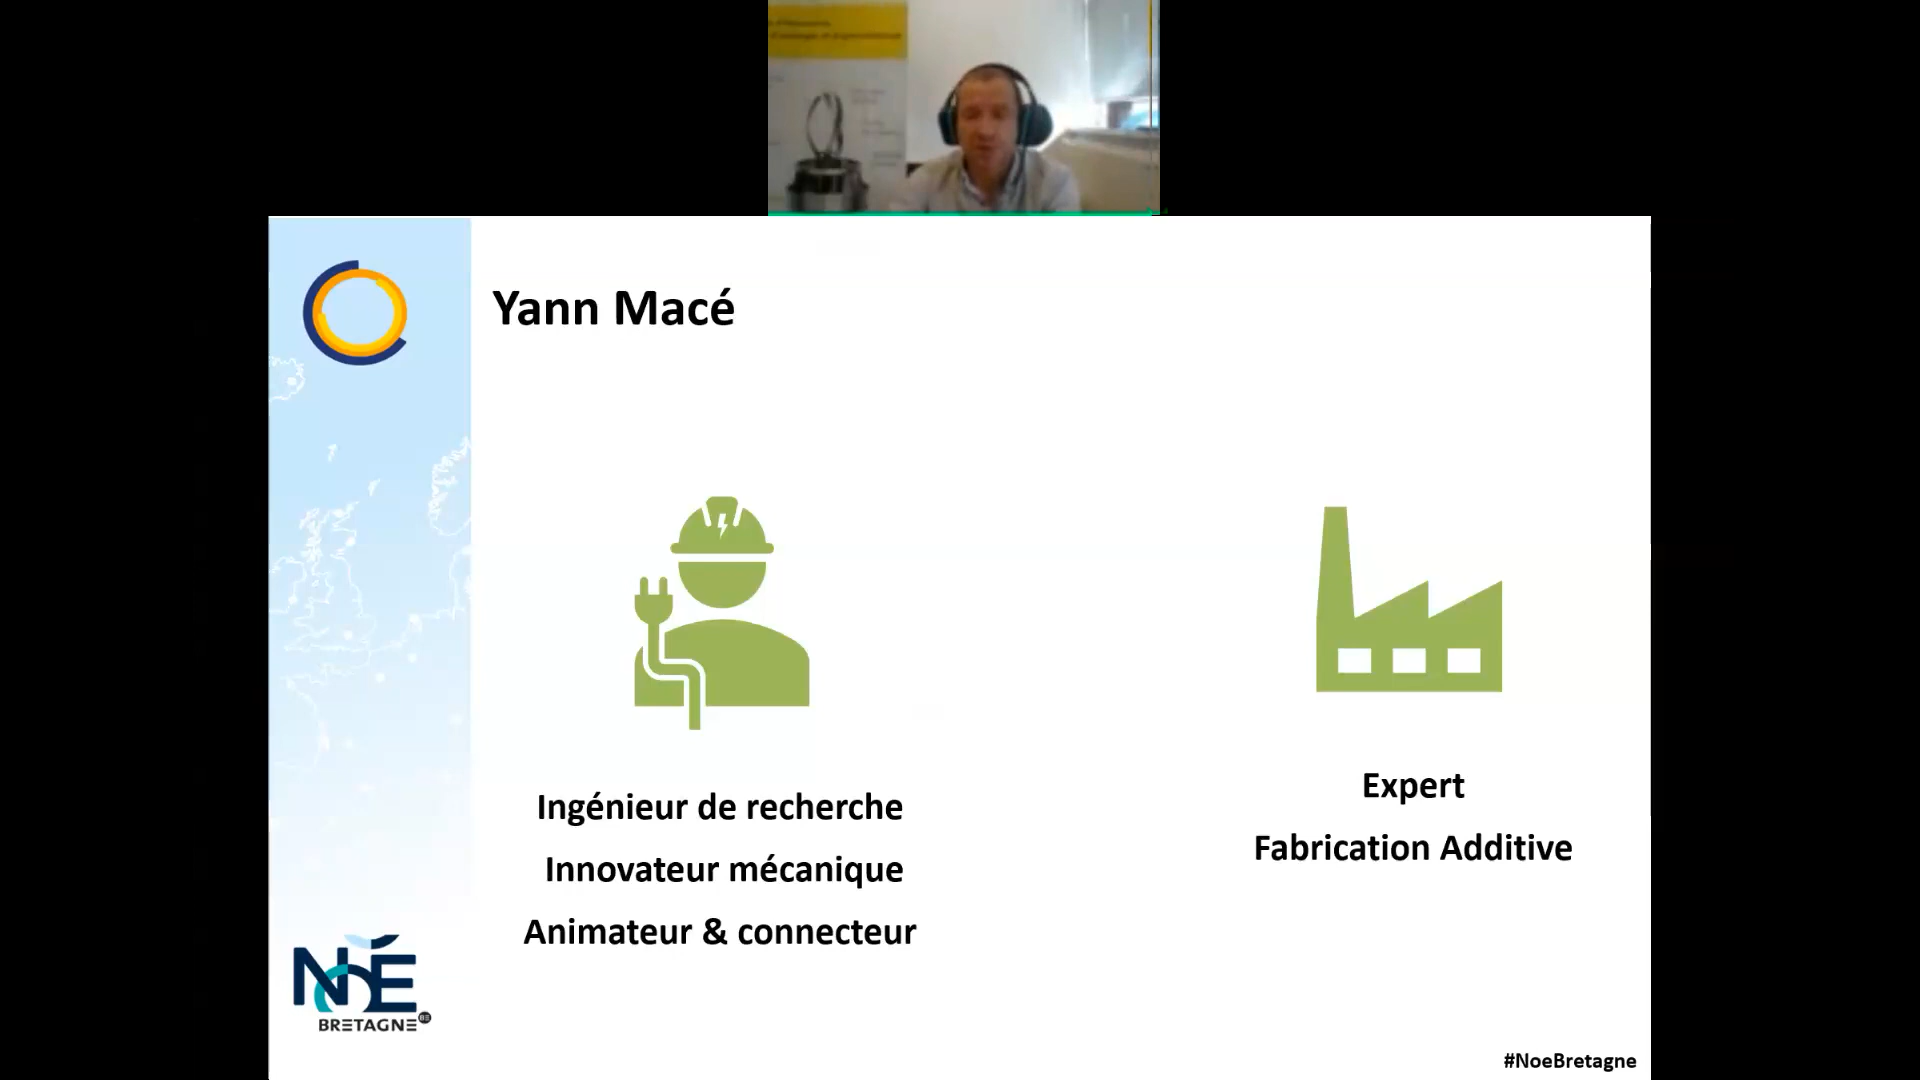 Yann Macé
Ingénieur de recherche
Innovateur mécanique
Animateur & connecteur
Expert
Fabrication Additive
NOÉ
BRETAGNE
#NoeBretagne